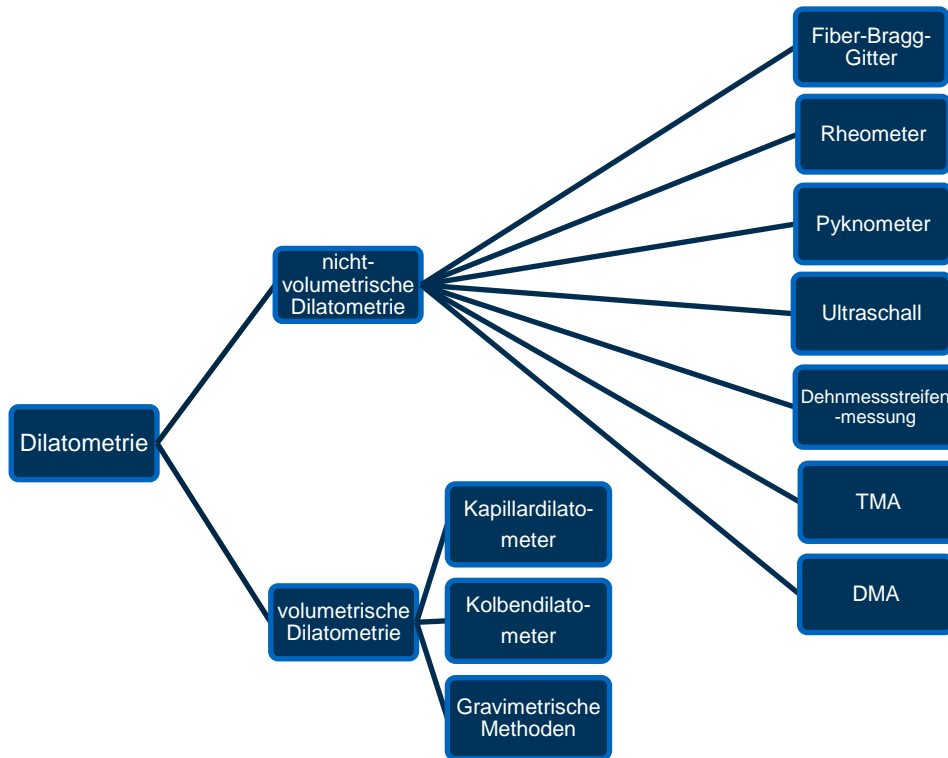 Fiber-Bragg-
Gitter
Rheometer
Pyknometer
nicht-
volumetrische
Dilatometrie
Ultraschall
Dehnmessstreifen
-messung
Dilatometrie
TMA
Kapillardilato-
meter
DMA
volumetrische
Dilatometrie
Kolbendilato-
meter
Gravimetrische
Methoden